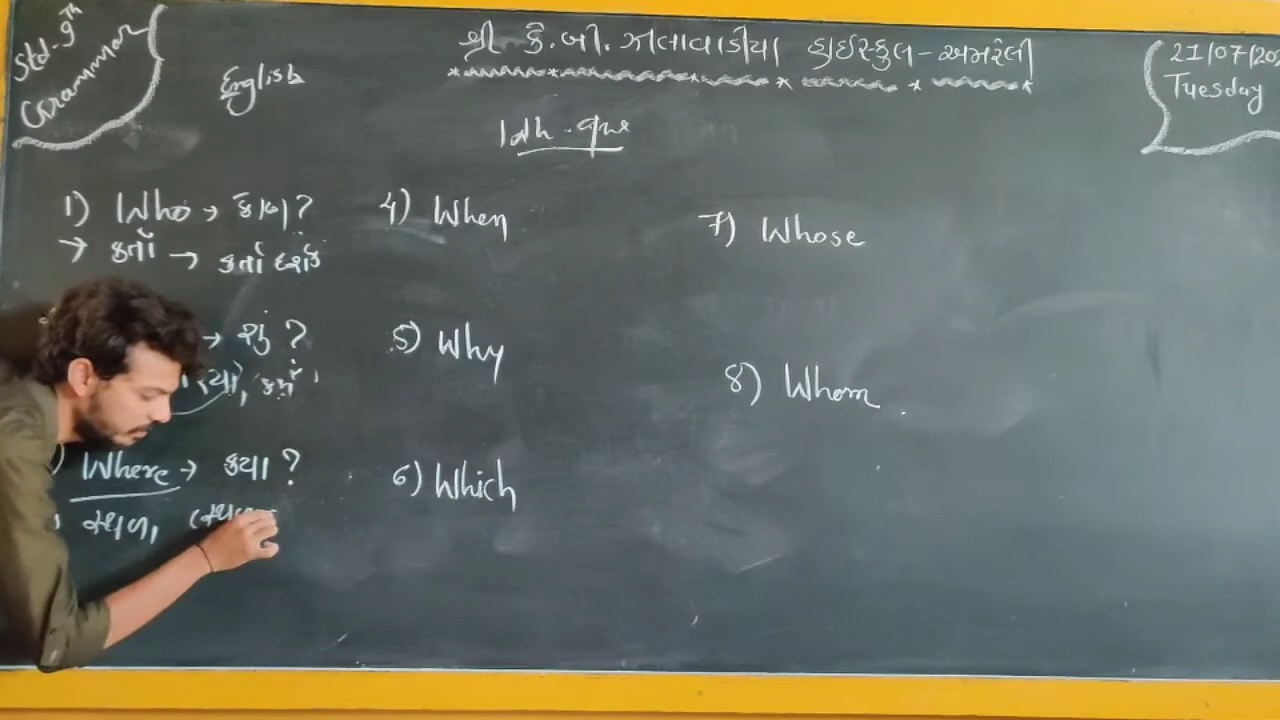 Std-9th
Grammar
English
શ્રી કે.બી. ઝાલાવાડીયા હાઈસ્કુલ - અમરેલી
21/07/20
Tuesday
Wh. que
1) Who → કોણ?
→ કર્તા → કર્તા દર્શક
→ શું ?
Where → કયા ?
સ્થળ,
4) When
5) Why
6) Which
7) Whose
8) Whom